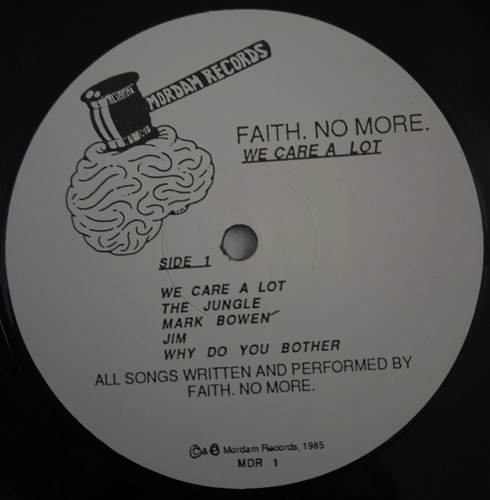 MORDAM RECORDS
FAITH. NO MORE.
WE CARE A LOT
SIDE 1
WE CARE A LOT
THE JUNGLE
MARK BOWEN
JIM
WHY DO YOU BOTHER
ALL SONGS WRITTEN AND PERFORMED BY
FAITH. NO MORE.
©&℗ Mordam Records, 1985
MDR 1